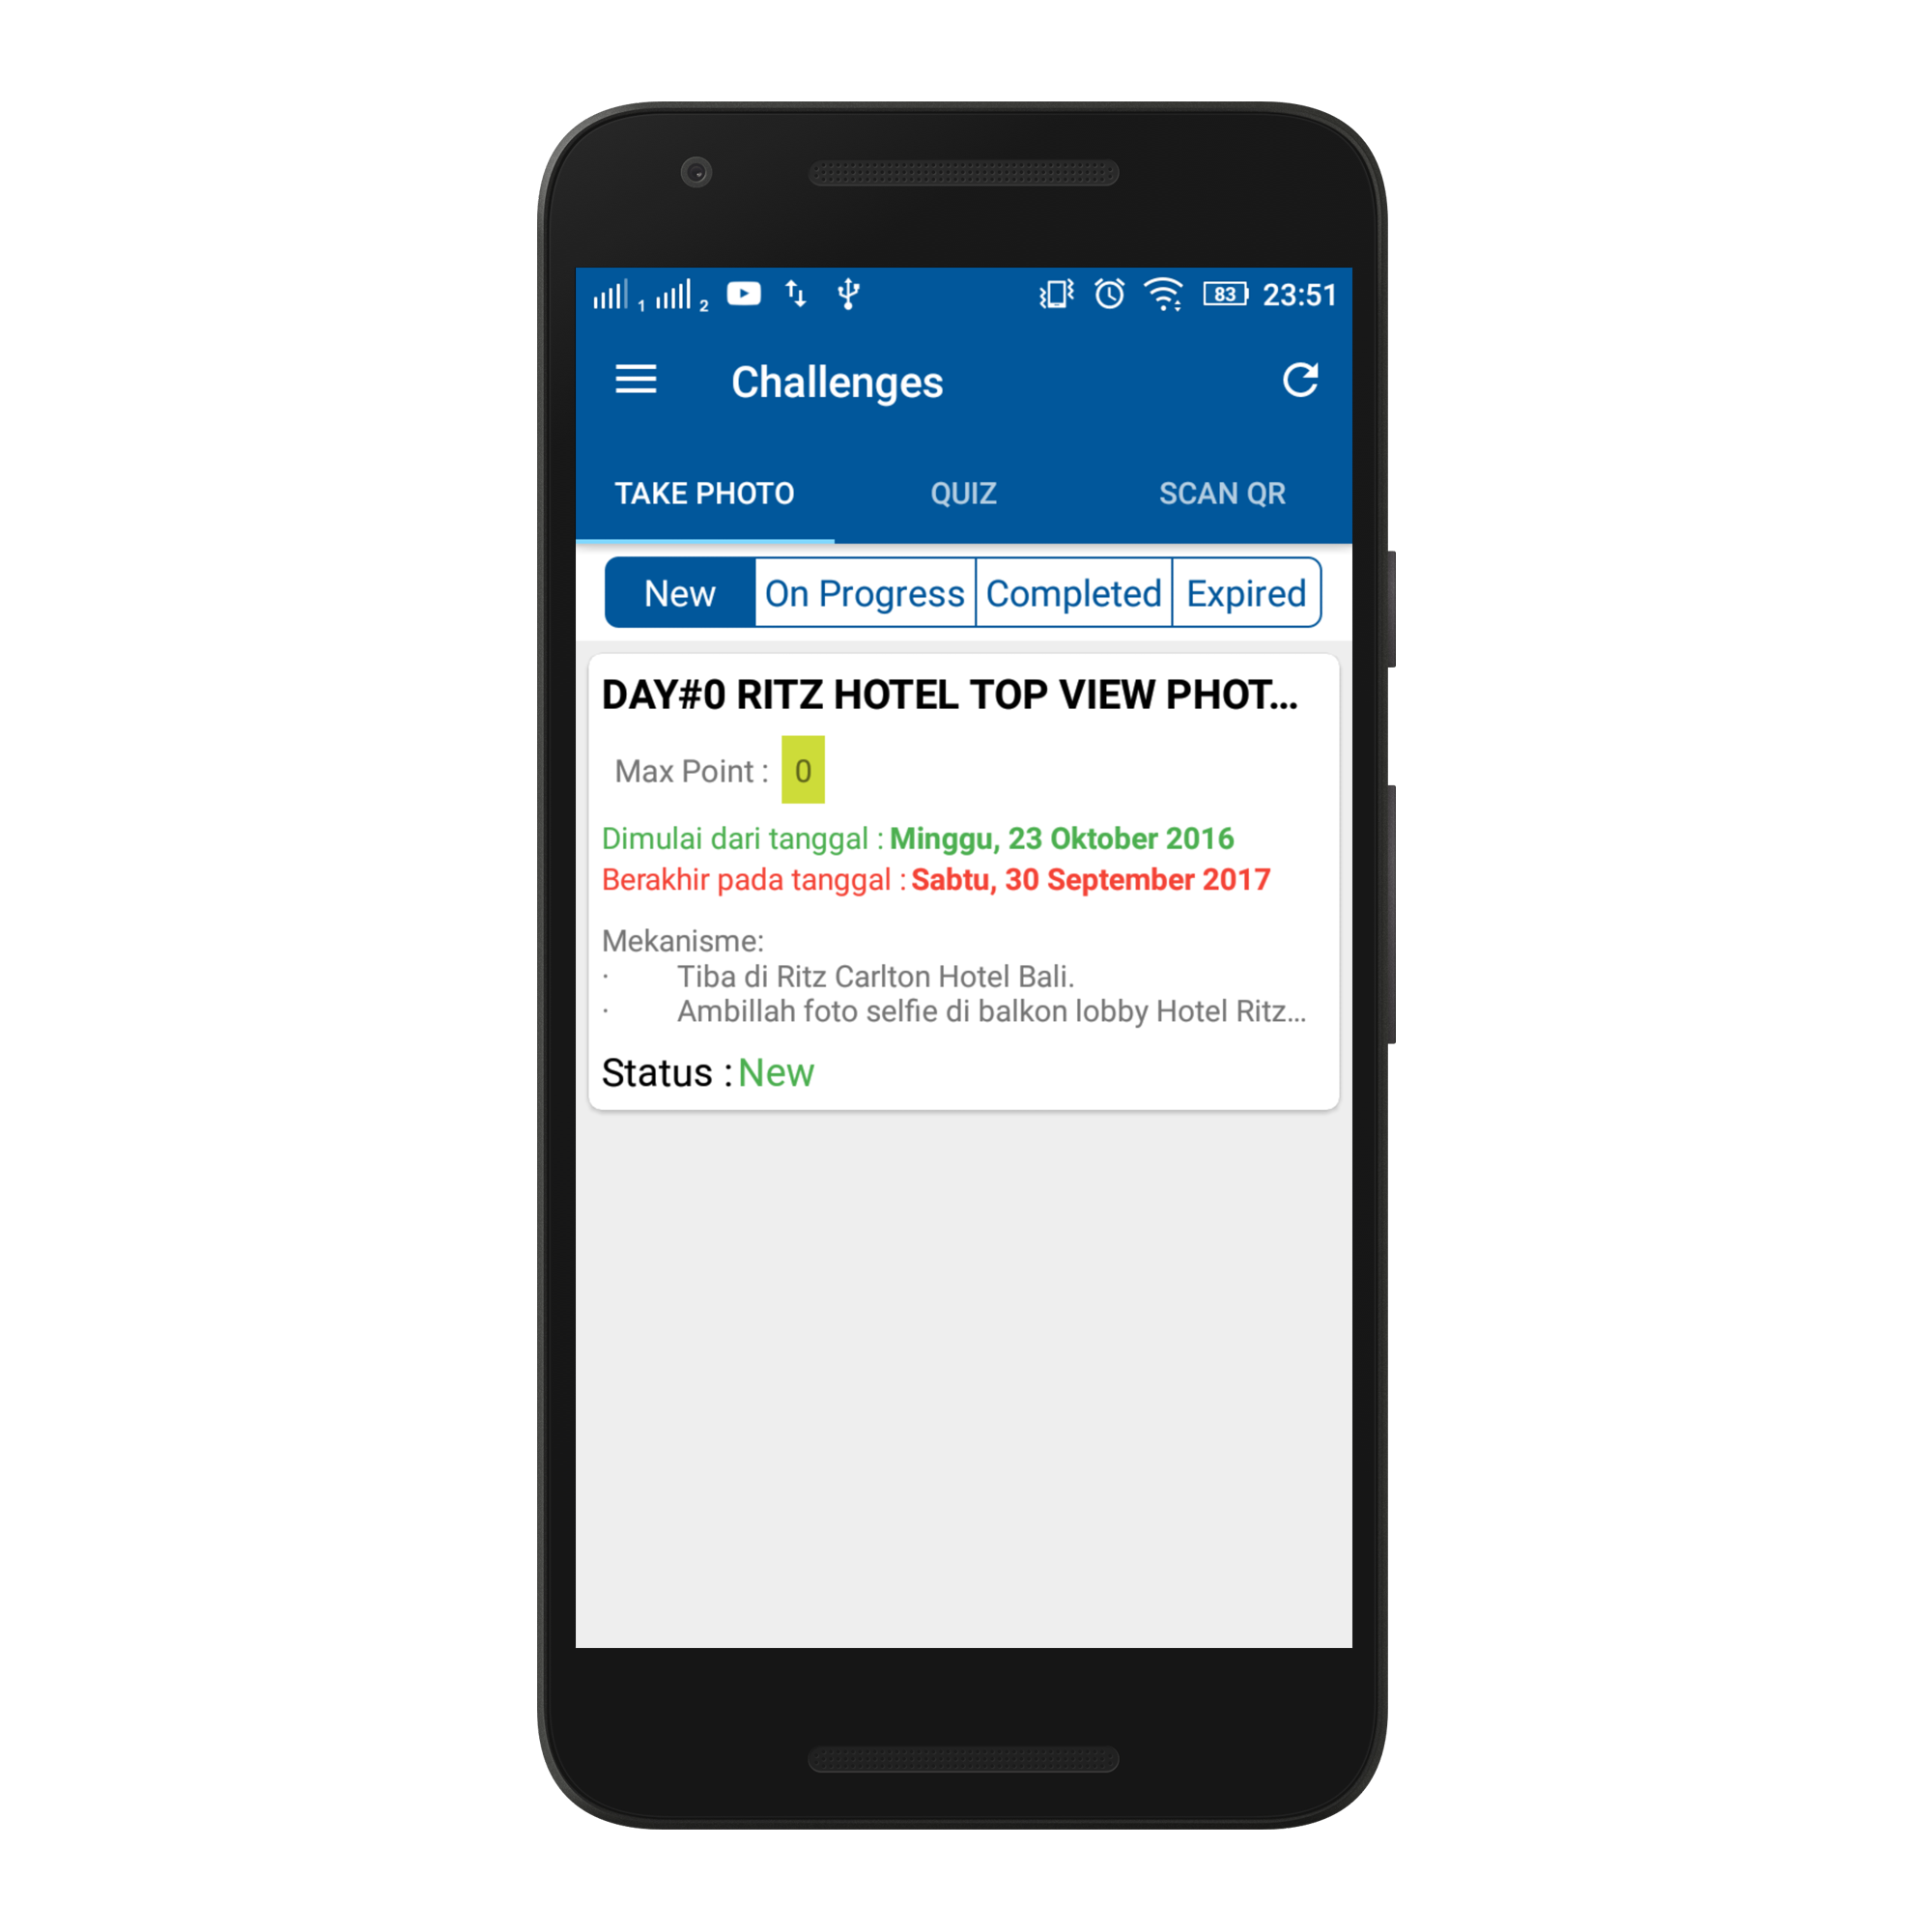 1 2 83 23:51
Challenges
TAKE PHOTO QUIZ SCAN QR
New On Progress Completed Expired
DAY#0 RITZ HOTEL TOP VIEW PHOT...
Max Point : 0
Dimulai dari tanggal : Minggu, 23 Oktober 2016
Berakhir pada tanggal : Sabtu, 30 September 2017
Mekanisme:
· Tiba di Ritz Carlton Hotel Bali.
· Ambillah foto selfie di balkon lobby Hotel Ritz...
Status : New